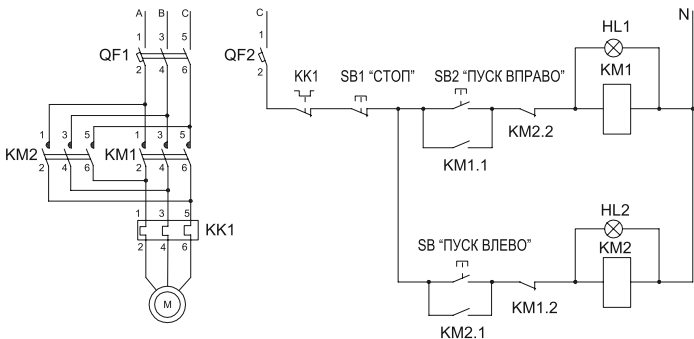 A B C
1 3 5
QF1
2 4 6
1 3 5 1 3 5
KM2 KM1
2 4 6 2 4 6
1 3 5
KK1
2 4 6
M
C
1
QF2
2
KK1
SB1 “СТОП”
SB2 “ПУСК ВПРАВО”
KM2.2
KM1.1
HL1
KM1
N
SB “ПУСК ВЛЕВО”
KM1.2
KM2.1
HL2
KM2